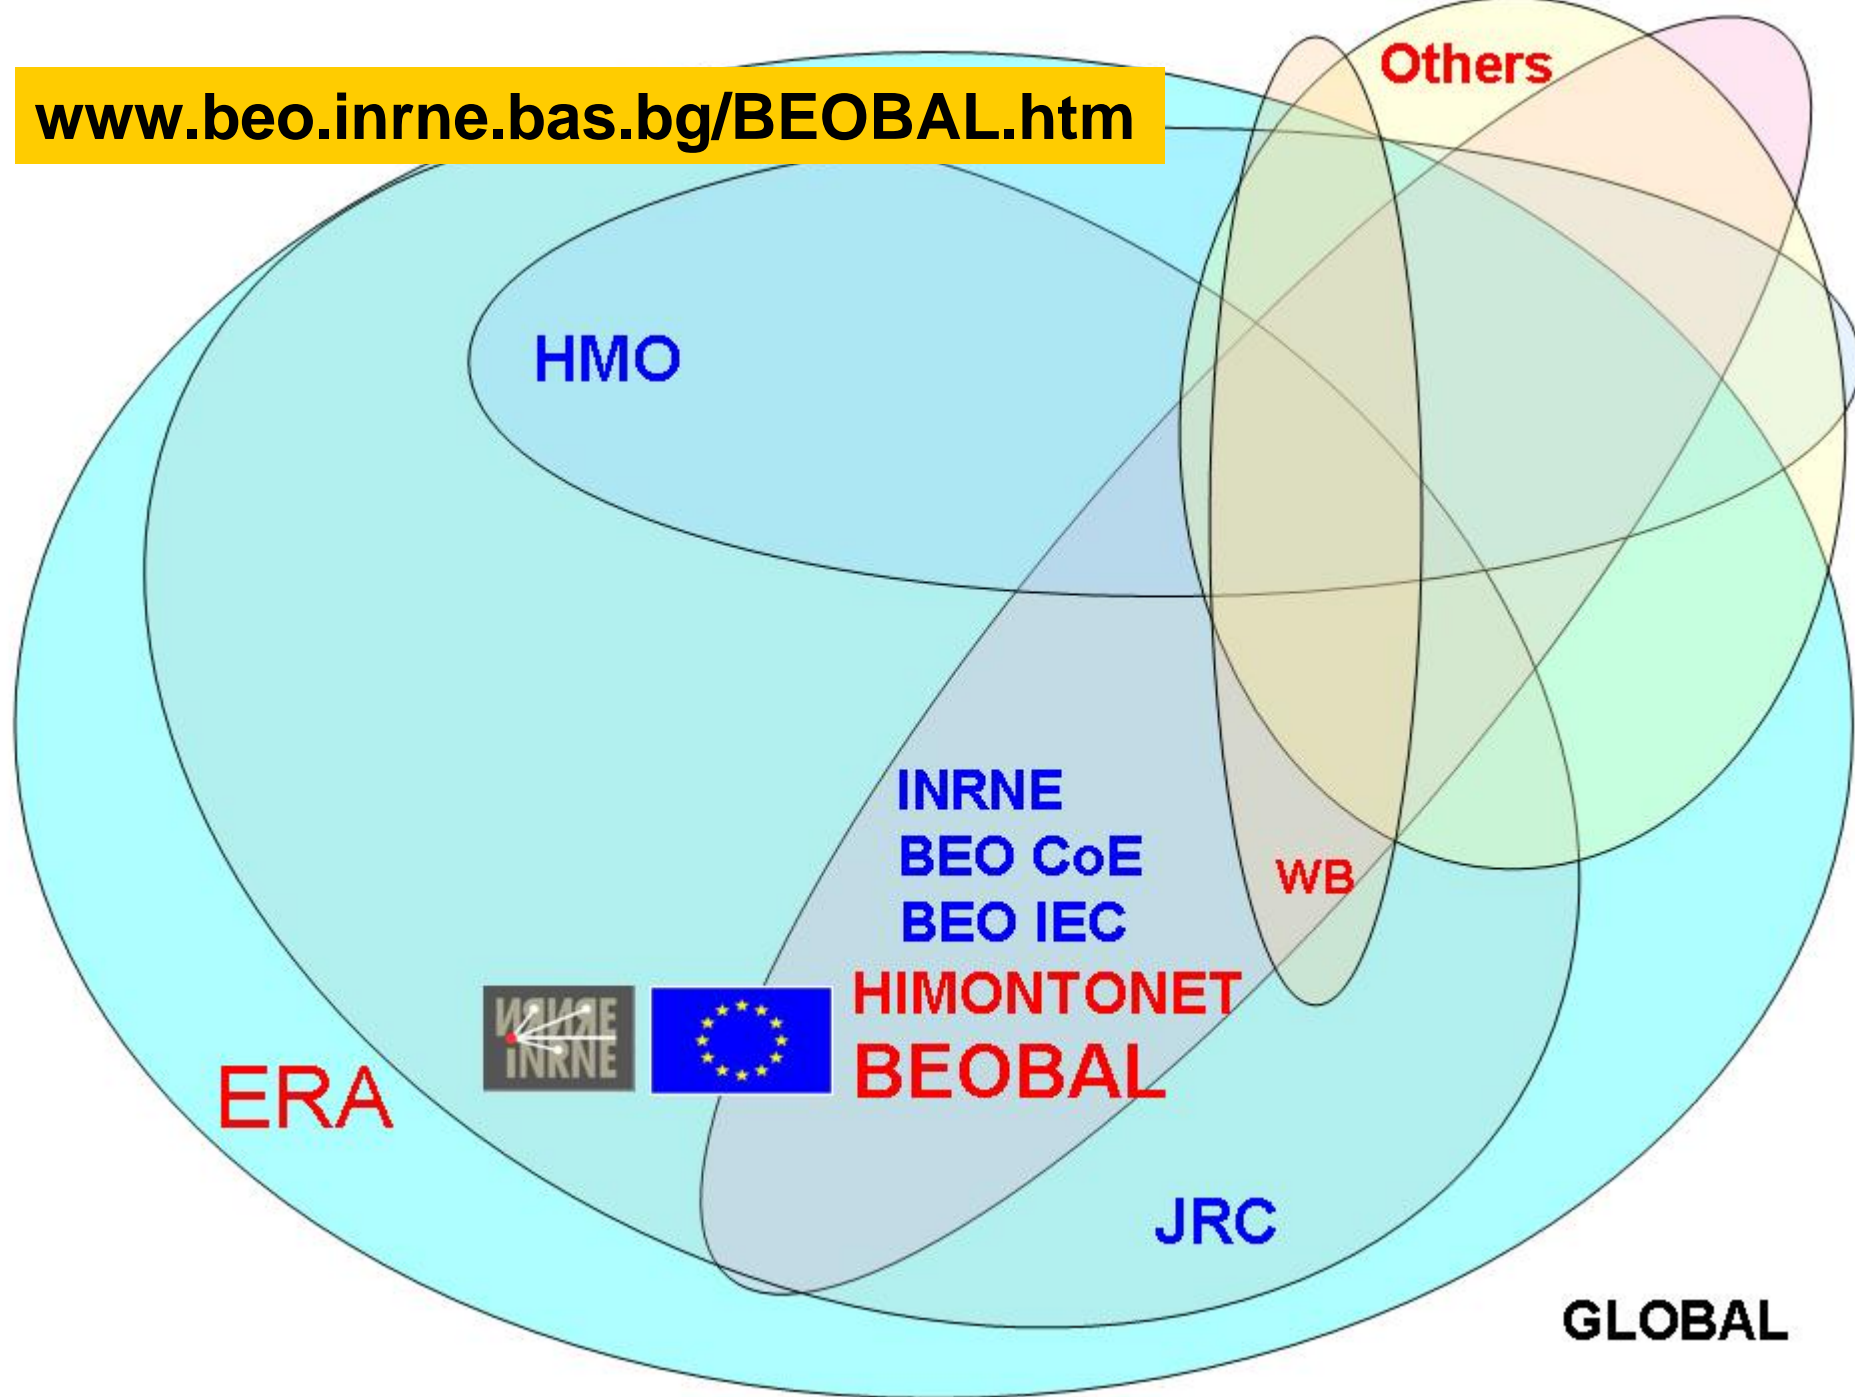 www.beo.inrne.bas.bg/BEOBAL.htm
Others
HMO
INRNE
BEO CoE
BEO IEC
WB
HIMONTONET
BEOBAL
iNRNE
ERA
JRC
GLOBAL